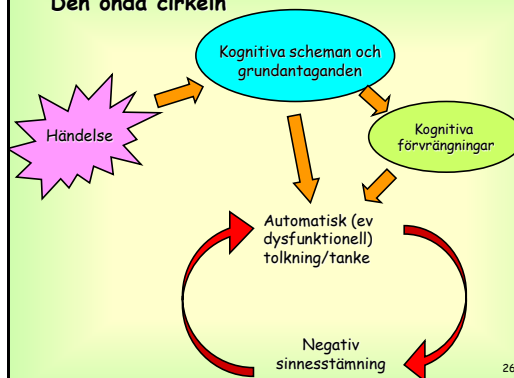 Den onda cirkeln
Kognitiva scheman och
grundantaganden
Händelse
Kognitiva
förvrängningar
Automatisk (ev
dysfunktionell)
tolkning/tanke
Negativ
sinnesstämning
26